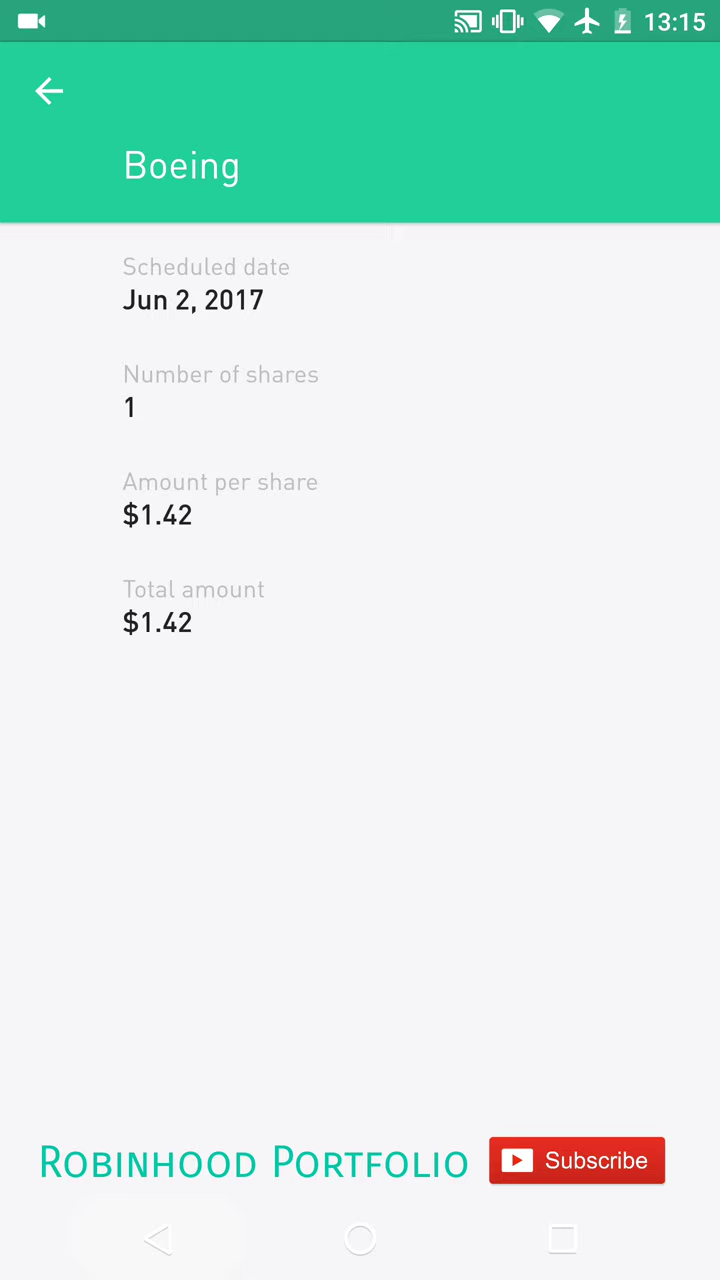 13:15
Boeing
Scheduled date
Jun 2, 2017
Number of shares
1
Amount per share
$1.42
Total amount
$1.42
Robinhood Portfolio
Subscribe